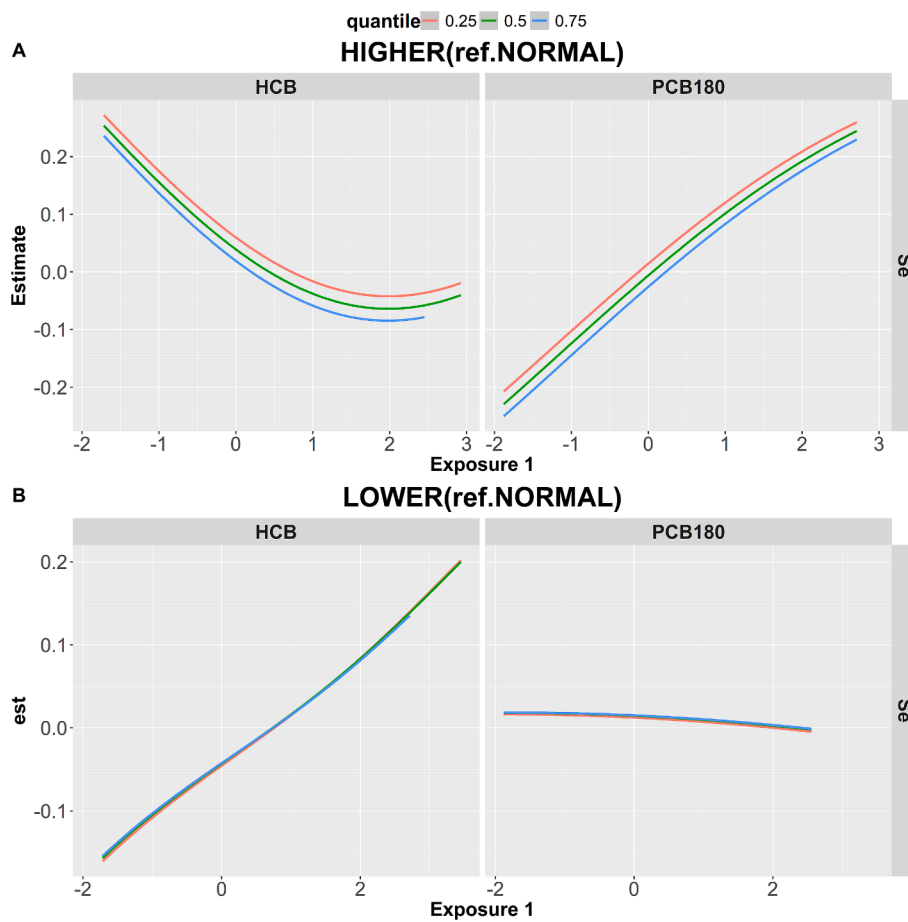 quantile 0.25 0.5 0.75
A HIGHER(ref.NORMAL)
HCB PCB180
Estimate
0.2
0.1
0.0
-0.1
-0.2
Se
-2 -1 0 1 2 3 -2 -1 0 1 2 3
Exposure 1
B LOWER(ref.NORMAL)
HCB PCB180
est
0.2
0.1
0.0
-0.1
Se
-2 0 2 -2 0 2
Exposure 1